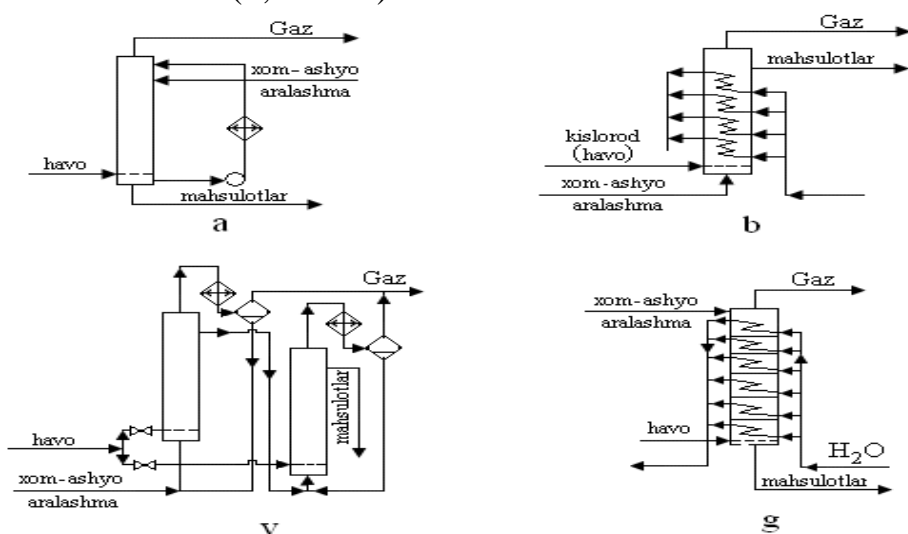 Gaz
xom-ashyo
aralashma
havo
mahsulotlar
a
Gaz
mahsulotlar
kislorod
(havo)
xom-ashyo
aralashma
b
Gaz
mahsulotlar
havo
xom-ashyo
aralashma
v
Gaz
xom-ashyo
aralashma
havo
H₂O
mahsulotlar
g